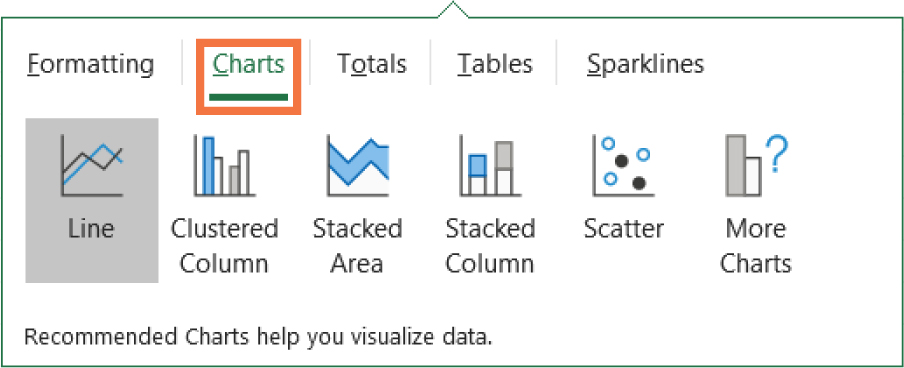 Formatting Charts Totals Tables Sparklines
Line Clustered Stacked Stacked Scatter More
Column Area Column Charts
Recommended Charts help you visualize data.